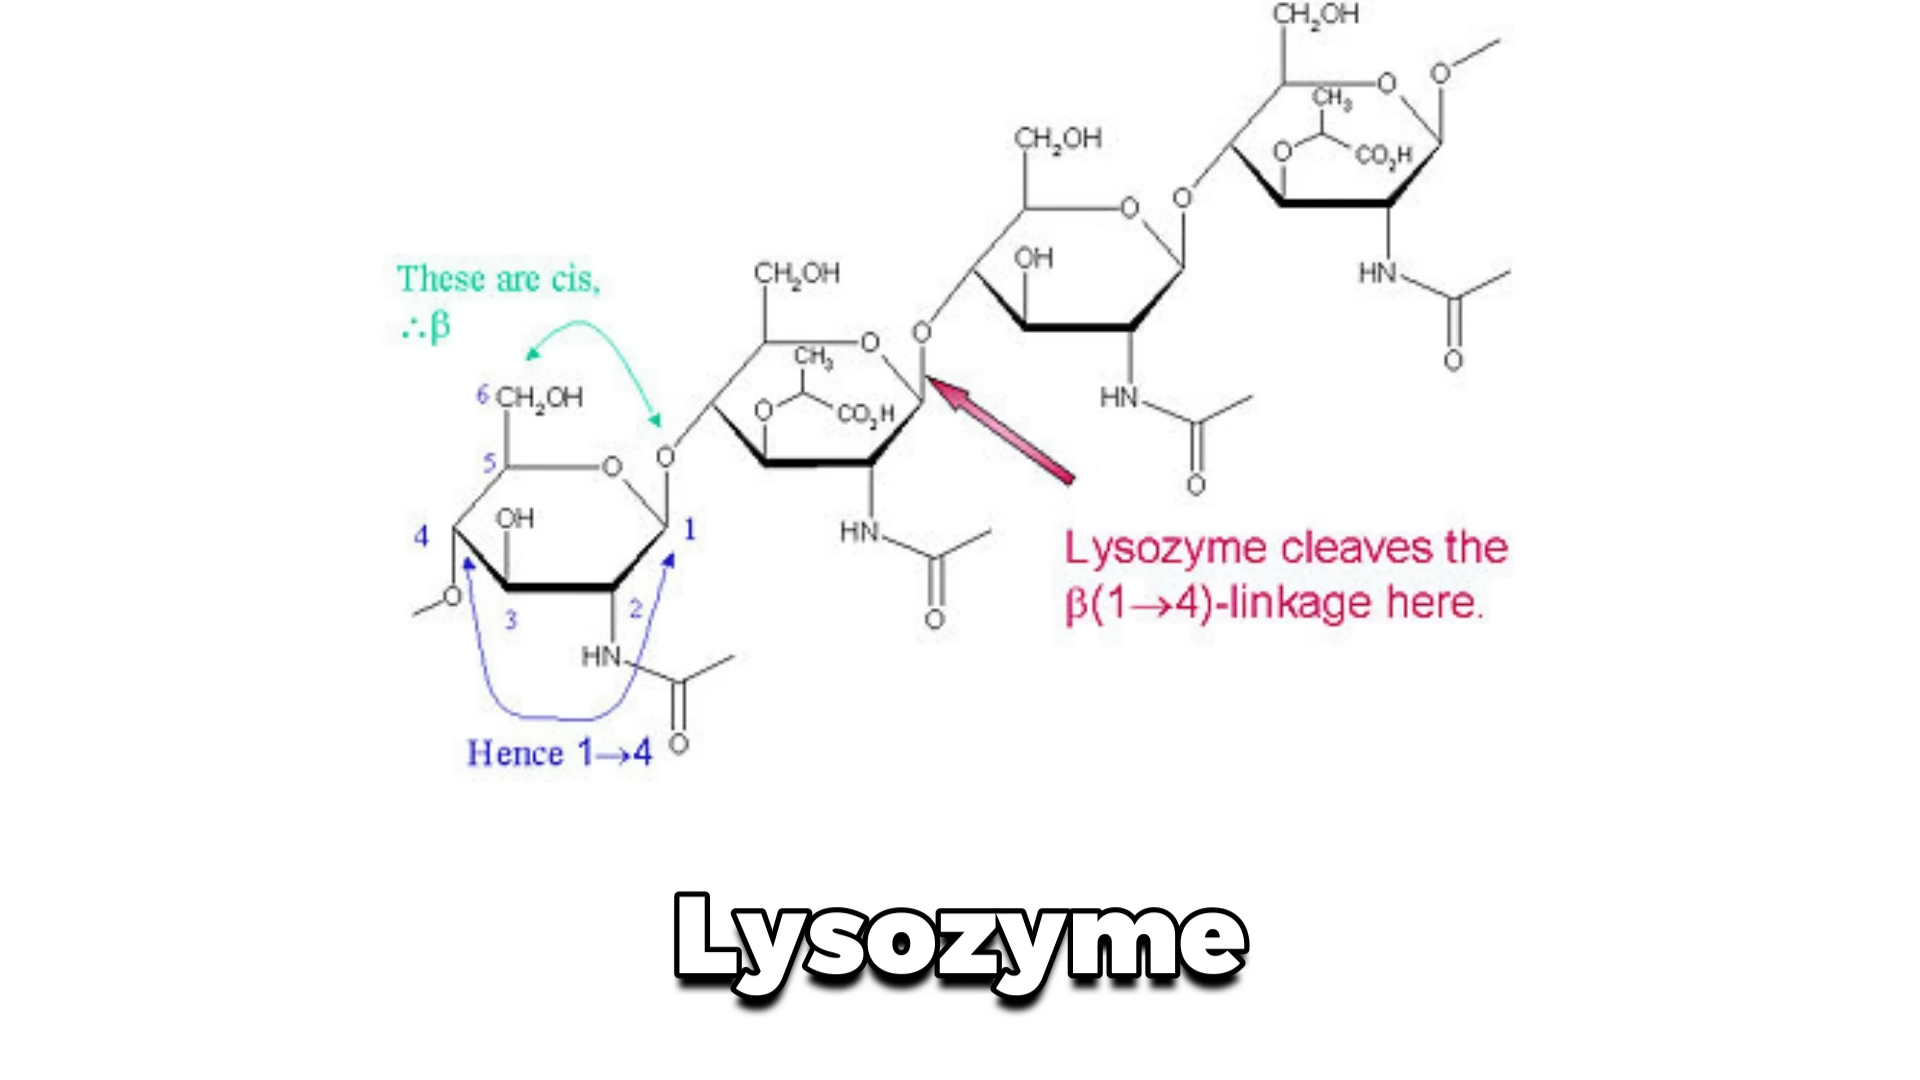 CH₂OH
O
O
CH₃
O
CO₂H
HN
O
CH₂OH
O
O
OH
HN
O
These are cis,
∴β
CH₂OH
O
O
CH₃
O
CO₂H
HN
O
6 CH₂OH
5
O
O
OH
4
1
O
3
2
HN
O
Hence 1→4
Lysozyme cleaves the
β(1→4)-linkage here.
Lysozyme